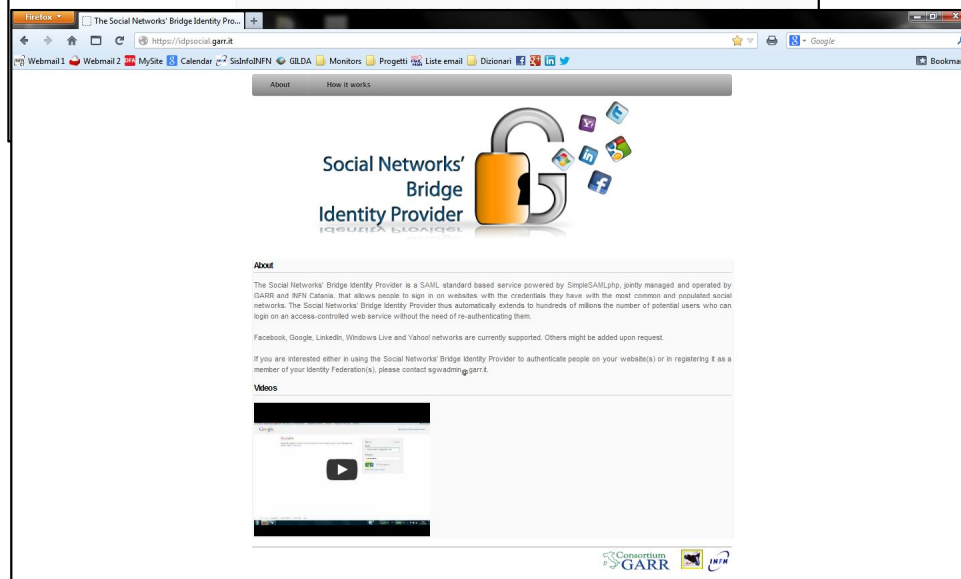 Firefox
The Social Networks' Bridge Identity Pro...
https://idpsocial.garr.it
Google
Webmail 1 Webmail 2 MySite Calendar SisInfoINFN GILDA Monitors Progetti Liste email Dizionari
Bookma
About How it works
Social Networks'
Bridge
Identity Provider
About
The Social Networks' Bridge Identity Provider is a SAML standard based service powered by SimpleSAMLphp, jointly managed and operated by
GARR and INFN Catania, that allows people to sign in on websites with the credentials they have with the most common and populated social
networks. The Social Networks' Bridge Identity Provider thus automatically extends to hundreds of millions the number of potential users who can
login on an access-controlled web service without the need of re-authenticating them.
Facebook, Google, LinkedIn, Windows Live and Yahoo! networks are currently supported. Others might be added upon request.
If you are interested either in using the Social Networks' Bridge Identity Provider to authenticate people on your website(s) or in registering it as a
member of your Identity Federation(s), please contact sgwadmin@garr.it.
Videos
Google
Consortium
GARR
INFN